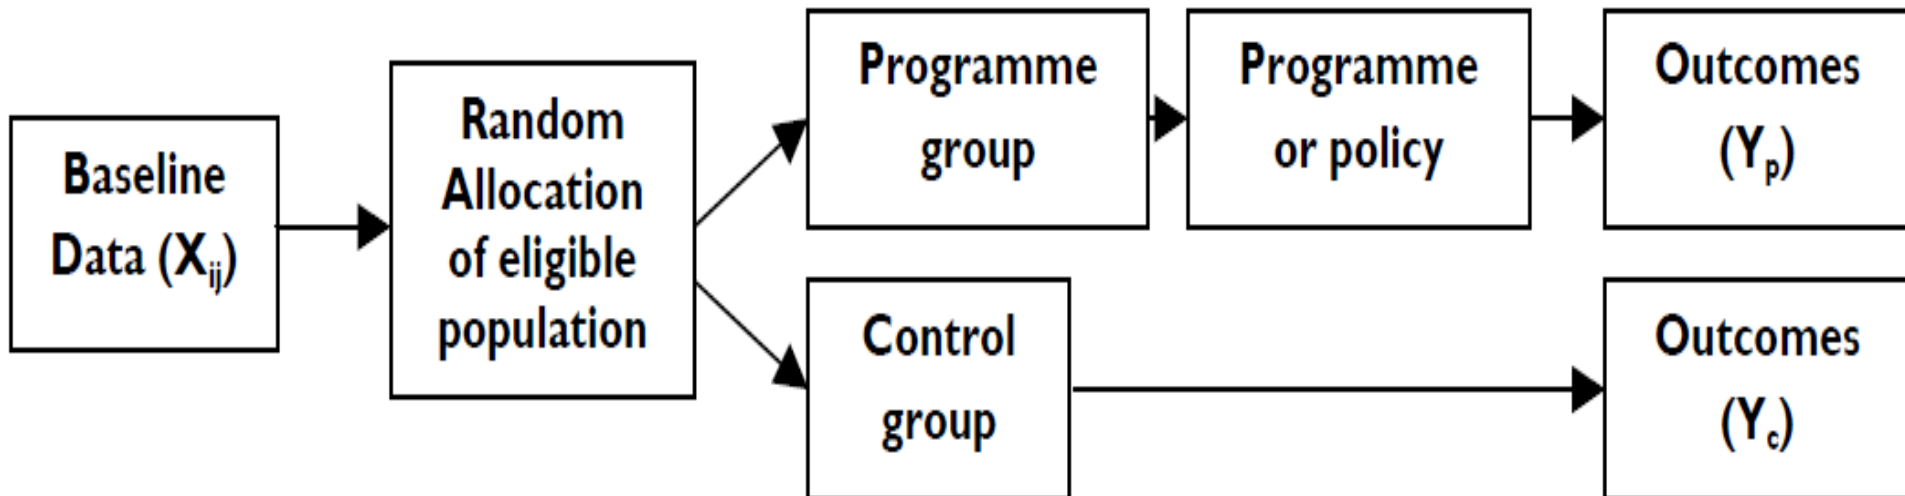 Baseline
Data (Xij)
Random
Allocation
of eligible
population
Programme
group
Programme
or policy
Outcomes
(Yp)
Control
group
Outcomes
(Yc)